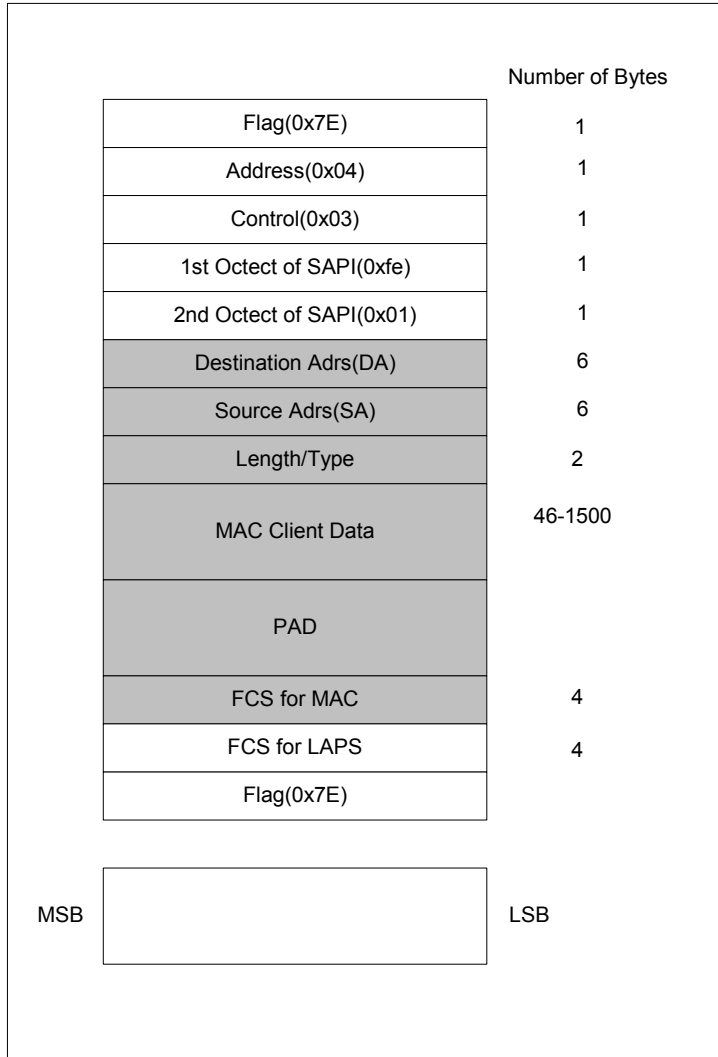 Number of Bytes
Flag(0x7E) 1
Address(0x04) 1
Control(0x03) 1
1st Octect of SAPI(0xfe) 1
2nd Octect of SAPI(0x01) 1
Destination Adrs(DA) 6
Source Adrs(SA) 6
Length/Type 2
MAC Client Data 46-1500
PAD
FCS for MAC 4
FCS for LAPS 4
Flag(0x7E)
MSB LSB